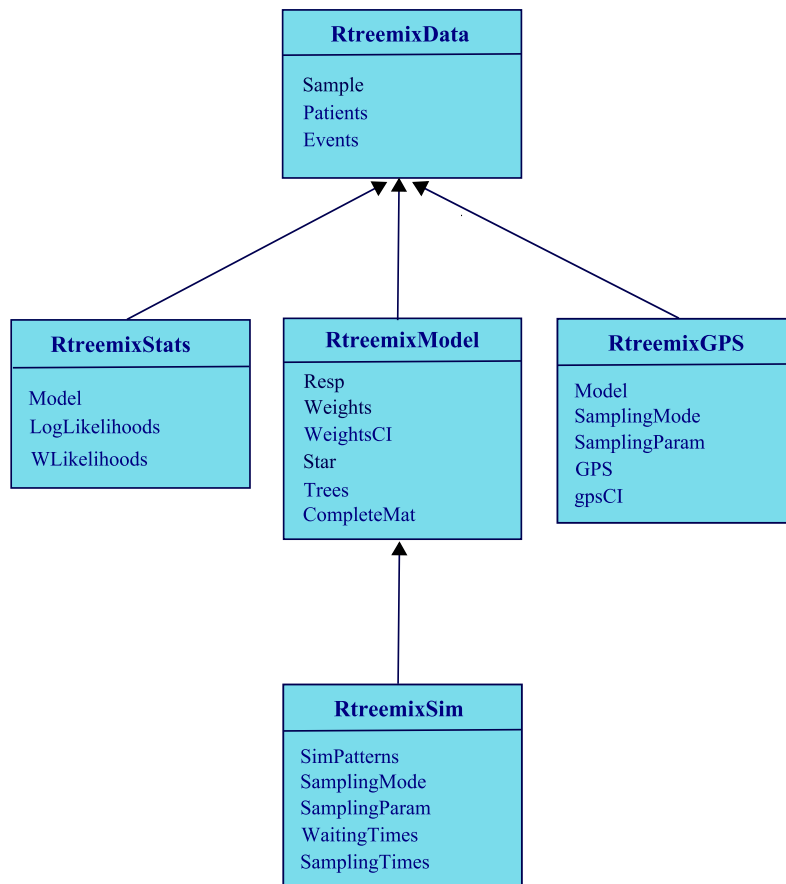 RtreemixData
Sample
Patients
Events
RtreemixStats
Model
LogLikelihoods
WLikelihoods
RtreemixModel
Resp
Weights
WeightsCI
Star
Trees
CompleteMat
RtreemixGPS
Model
SamplingMode
SamplingParam
GPS
gpsCI
RtreemixSim
SimPatterns
SamplingMode
SamplingParam
WaitingTimes
SamplingTimes